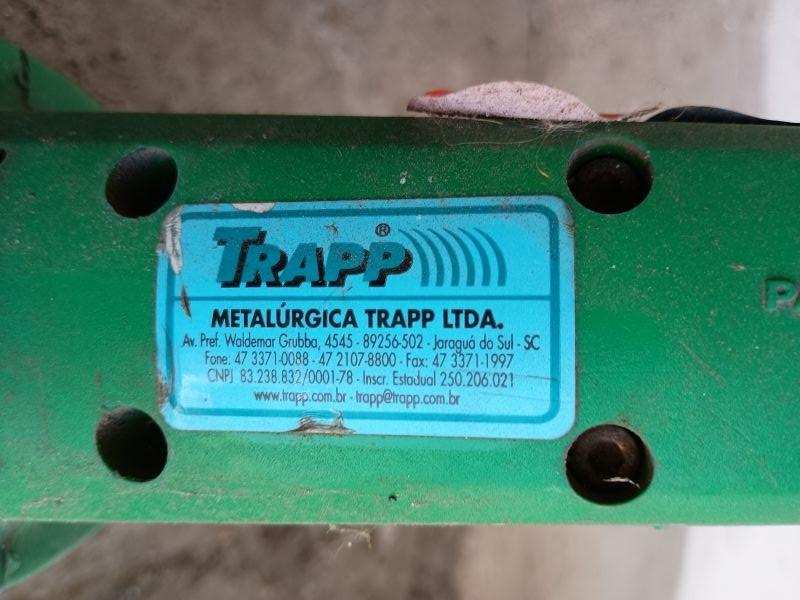 TRAPP®
METALÚRGICA TRAPP LTDA.
Av. Pref. Waldemar Grubba, 4545 - 89256-502 - Jaraguá do Sul - SC
Fone: 47 3371-0088 - 47 2107-8800 - Fax: 47 3371-1997
CNPJ 83.238.832/0001-78 - Inscr. Estadual 250.206.021
www.trapp.com.br - trapp@trapp.com.br